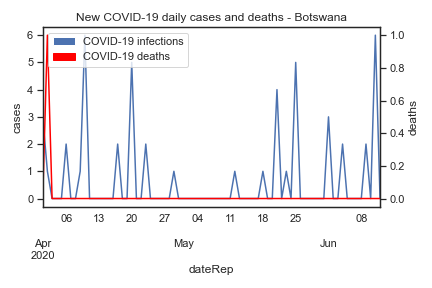 New COVID-19 daily cases and deaths - Botswana
COVID-19 infections
COVID-19 deaths
cases
6
5
4
3
2
1
0
deaths
1.0
0.8
0.6
0.4
0.2
0.0
06 13 20 27 04 11 18 25 08
Apr May Jun
2020
dateRep